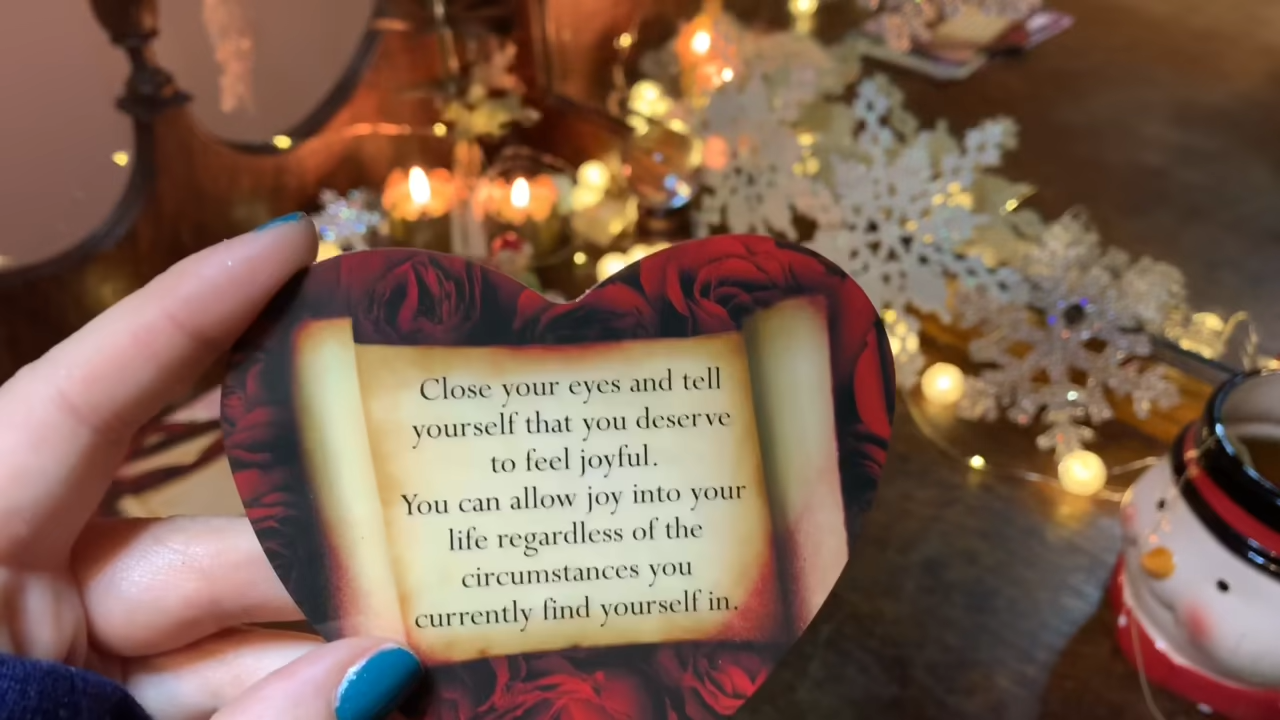 Close your eyes and tell
yourself that you deserve
to feel joyful.
You can allow joy into your
life regardless of the
circumstances you
currently find yourself in.